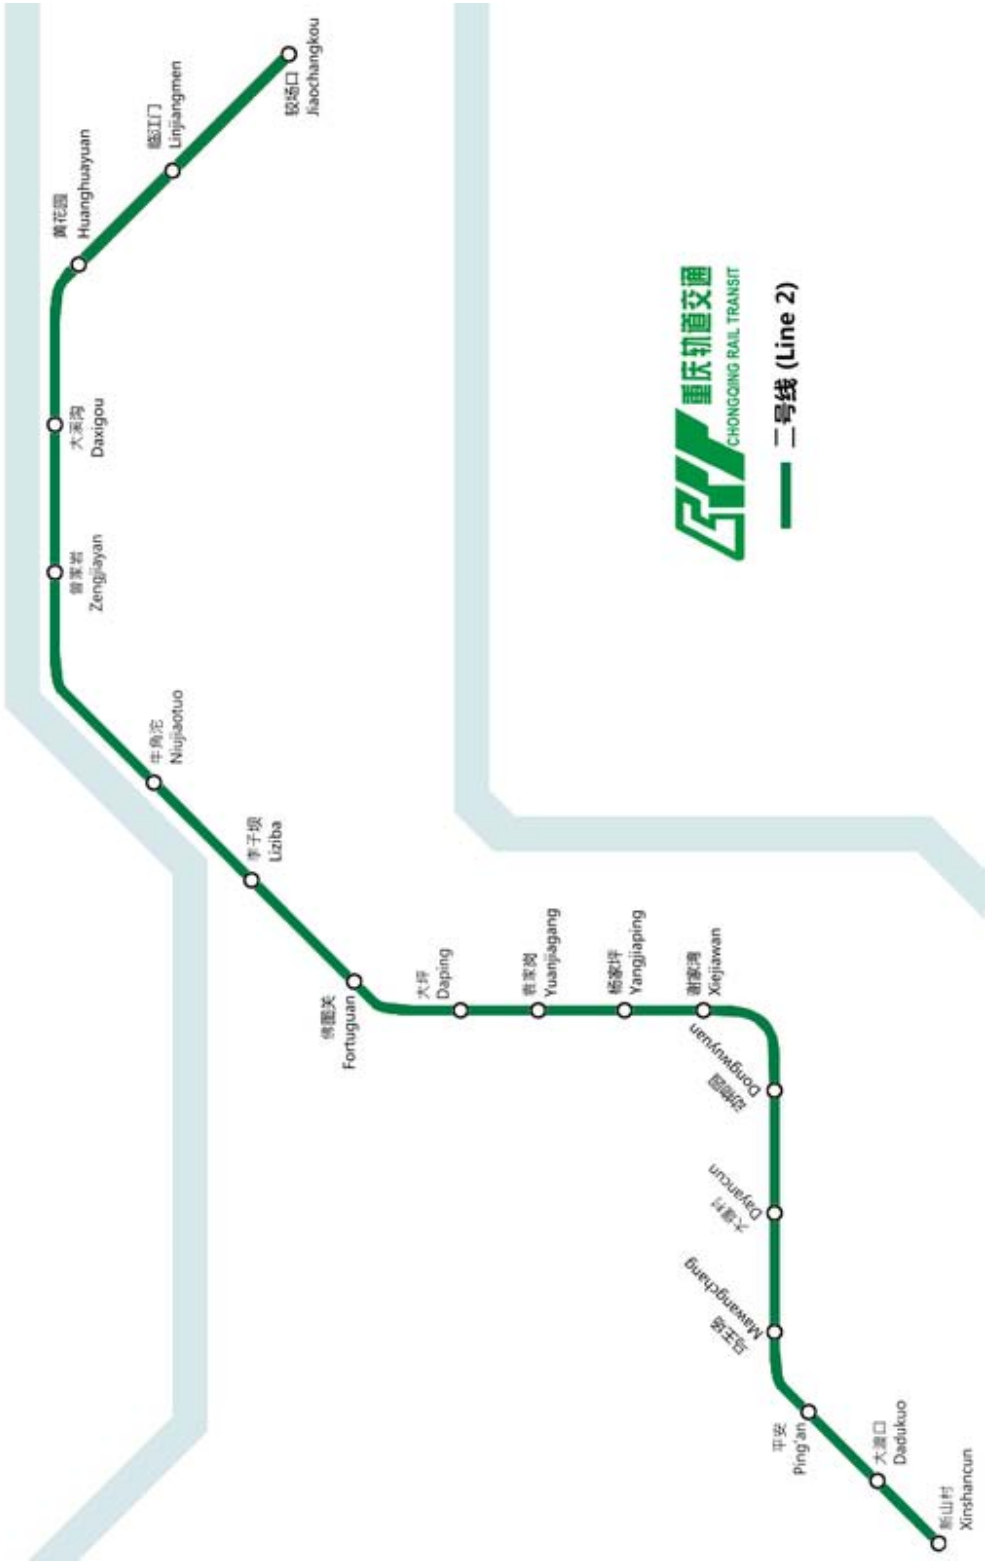 较场口
Jiaochangkou
临江门
Linjiangmen
黄花园
Huanghuayuan
大溪沟
Daxigou
曾家岩
Zengjiayan
牛角沱
Niujiaotuo
李子坝
Liziba
佛图关
Fortuguan
大坪
Daping
袁家岗
Yuanjiagang
杨家坪
Yangjiaping
谢家湾
Xiejiawan
动物园
Dongwuyuan
大堰村
Dayancun
马王场
Mawangchang
平安
Ping'an
大渡口
Dadukuo
新山村
Xinshancun
重庆轨道交通
CHONGQING RAIL TRANSIT
二号线 (Line 2)